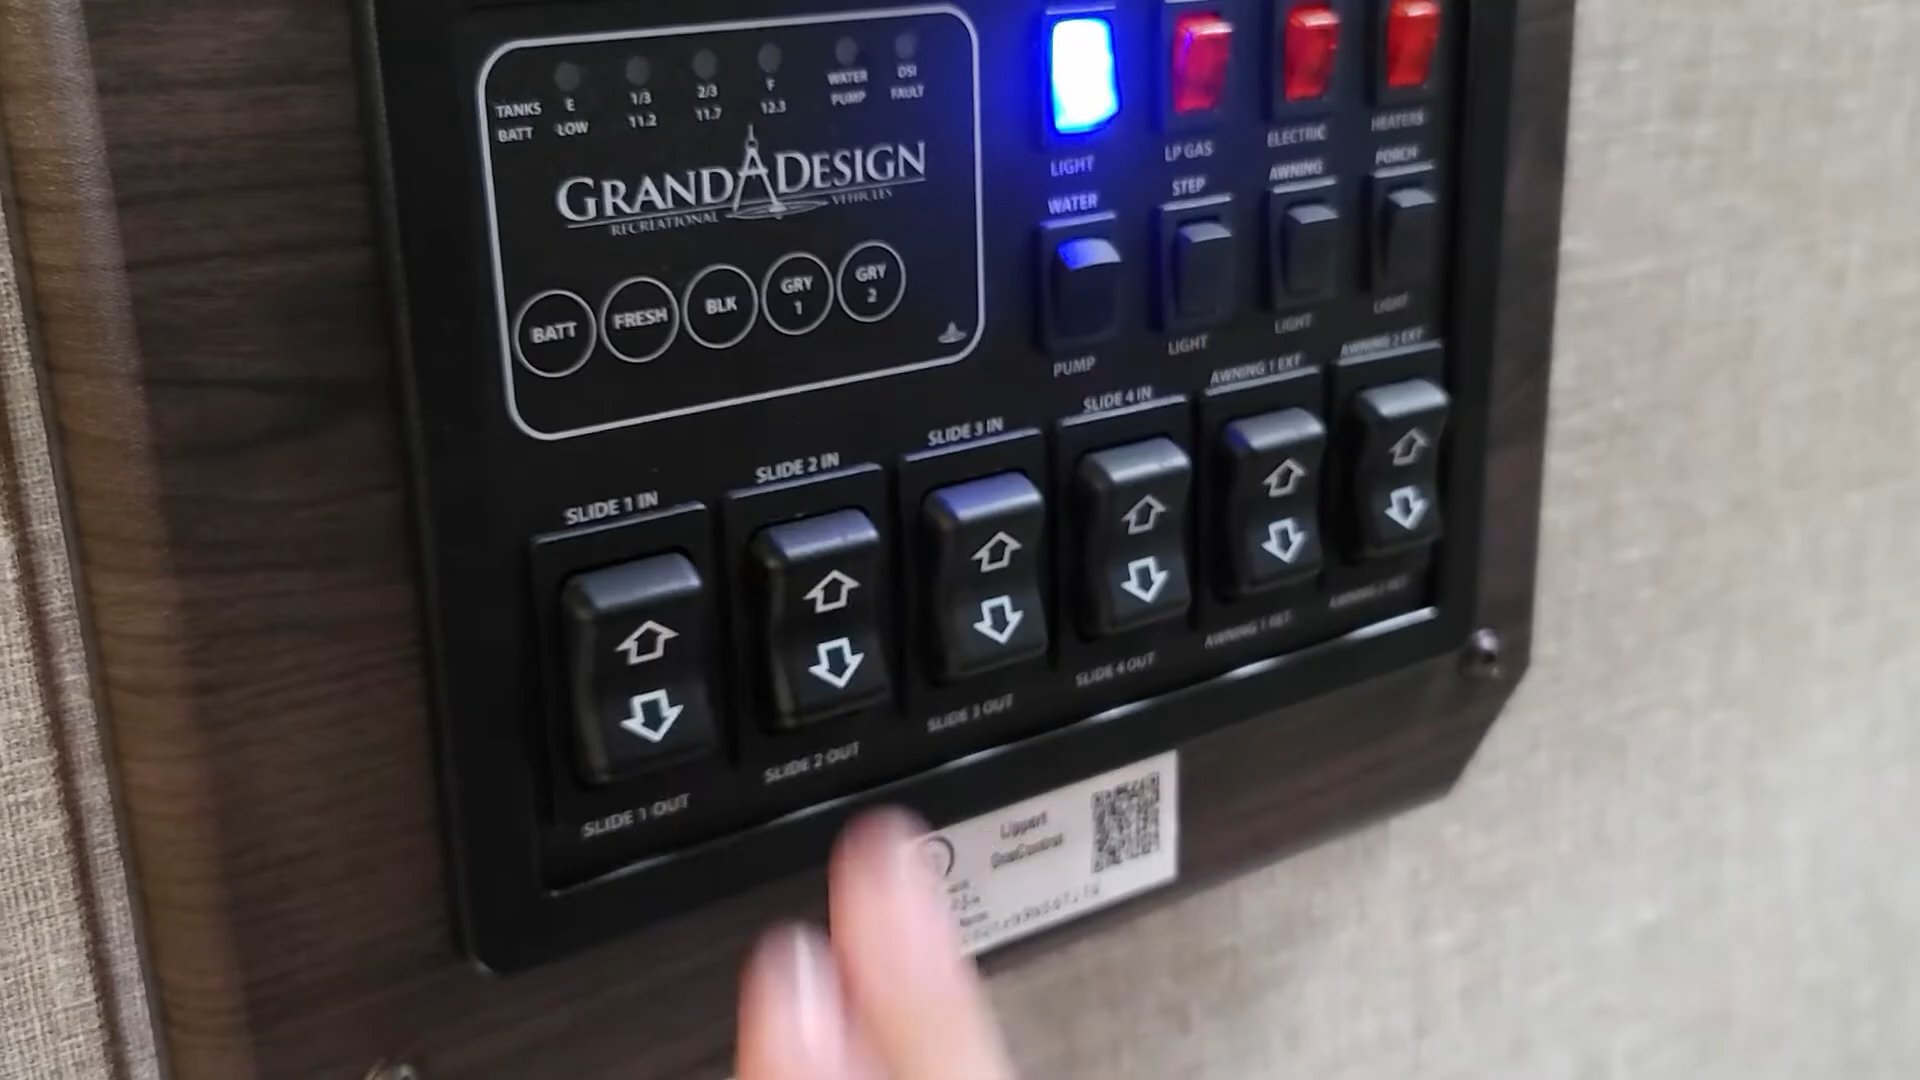 TANKS E 1/3 2/3 F WATER PUMP DSI FAULT
BATT LOW 11.2 11.7 12.3
GRAND DESIGN
RECREATIONAL VEHICLES
BATT FRESH BLK GRY 1 GRY 2
LIGHT LP GAS ELECTRIC HEATERS
WATER STEP AWNING PORCH
PUMP LIGHT LIGHT LIGHT
SLIDE 1 IN SLIDE 2 IN SLIDE 3 IN SLIDE 4 IN AWNING 1 EXT AWNING 2 EXT
SLIDE 1 OUT SLIDE 2 OUT SLIDE 3 OUT SLIDE 4 OUT AWNING 1 RET AWNING 2 RET
Lippert
OneControl